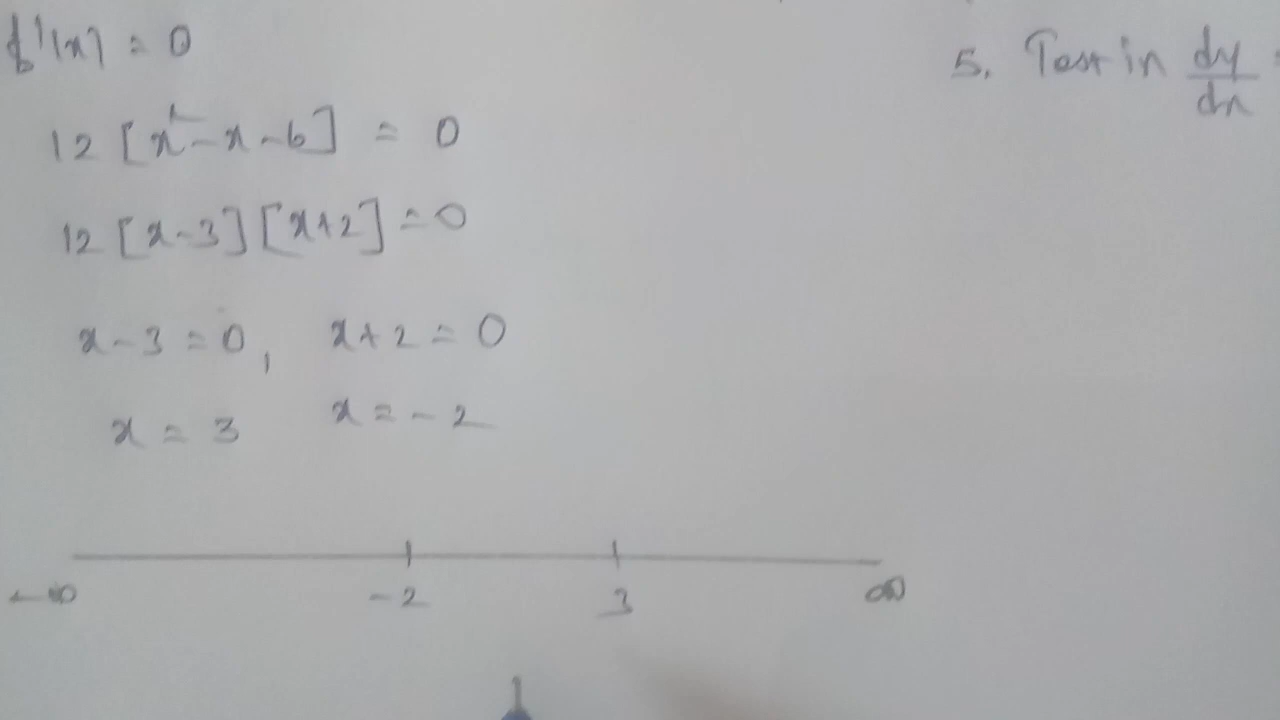 f'(x) = 0
5. Test in dy/dx =
12 [x² - x - 6] = 0
12 [x - 3] [x + 2] = 0
x - 3 = 0, x + 2 = 0
x = 3 x = - 2
-∞ -2 3 ∞